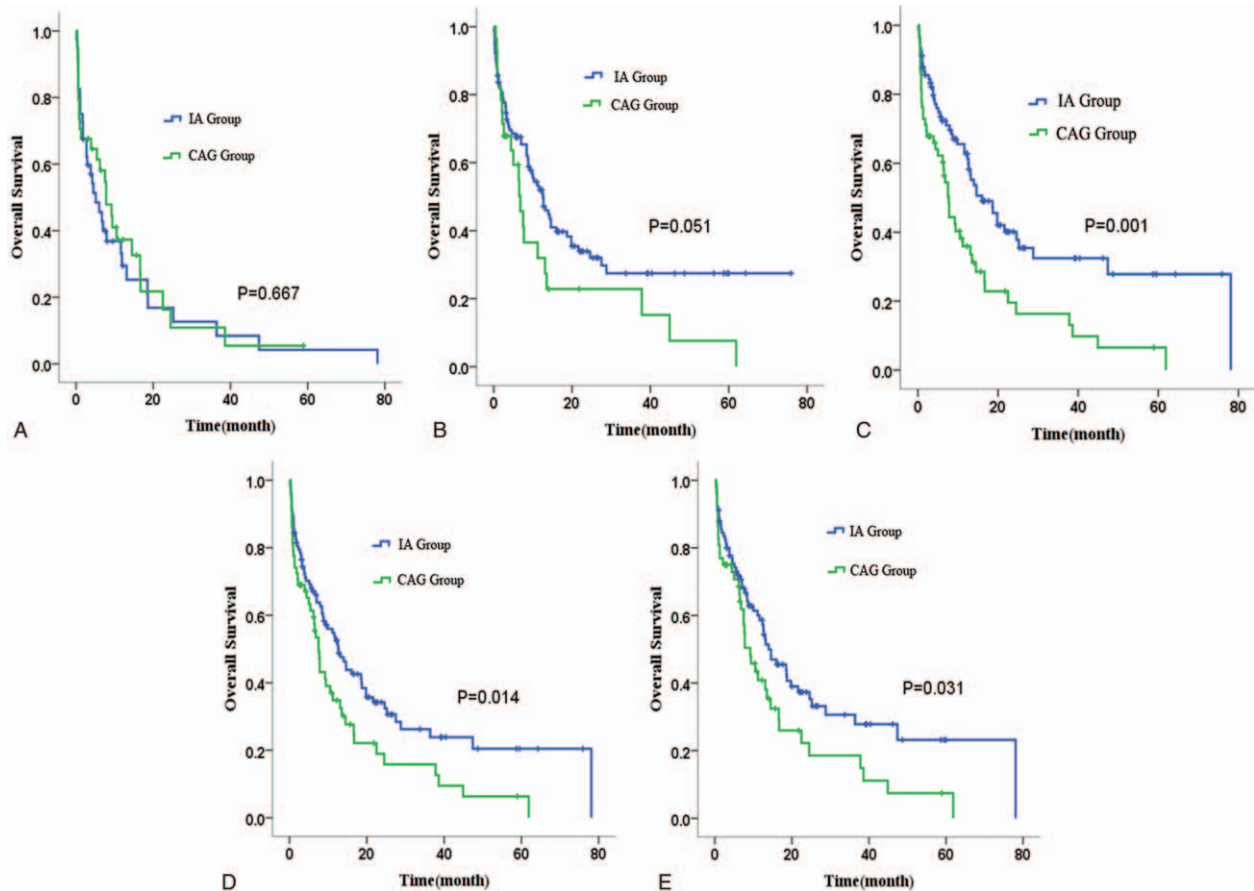 1.0
0.8
0.6
0.4
0.2
0.0
Overall Survival
IA Group
CAG Group
P=0.667
0 20 40 60 80
Time(month)
A
1.0
0.8
0.6
0.4
0.2
0.0
Overall Survival
IA Group
CAG Group
P=0.051
0 20 40 60 80
Time(month)
B
1.0
0.8
0.6
0.4
0.2
0.0
Overall Survival
IA Group
CAG Group
P=0.001
0 20 40 60 80
Time(month)
C
1.0
0.8
0.6
0.4
0.2
0.0
Overall Survival
IA Group
CAG Group
P=0.014
0 20 40 60 80
Time(month)
D
1.0
0.8
0.6
0.4
0.2
0.0
Overall Survival
IA Group
CAG Group
P=0.031
0 20 40 60 80
Time(month)
E